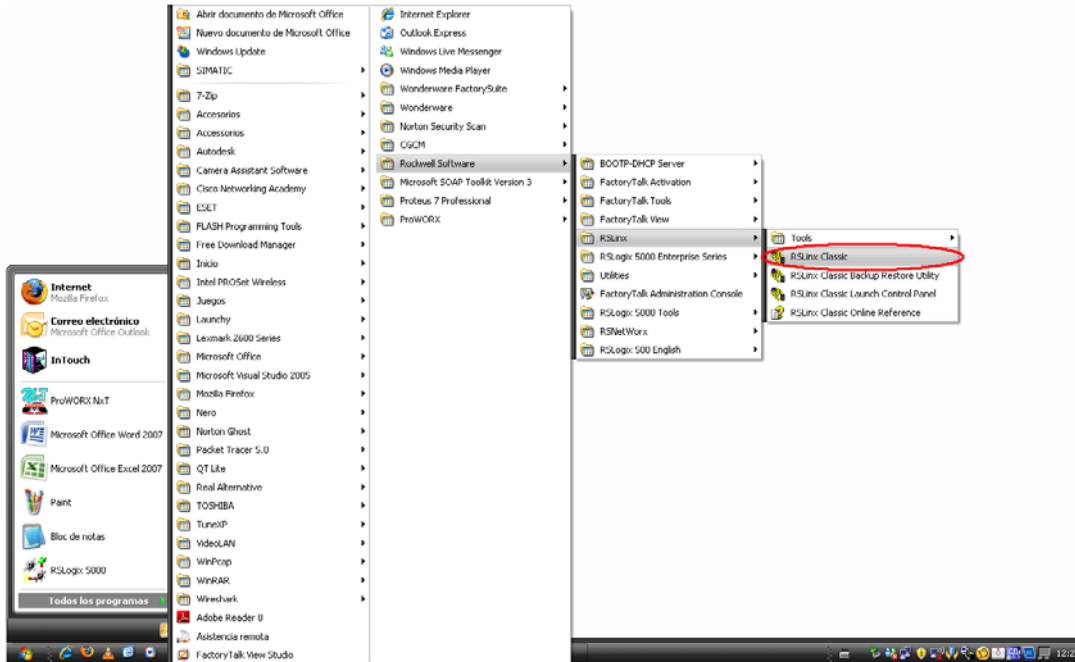 Internet
Mozilla Firefox
Correo electrónico
Microsoft Office Outlook
InTouch
ProWORX NxT
Microsoft Office Word 2007
Microsoft Office Excel 2007
Paint
Bloc de notas
RSLogix 5000
Todos los programas
Abrir documento de Microsoft Office
Nuevo documento de Microsoft Office
Windows Update
SIMATIC
7-Zip
Accesorios
Accessorios
Autodesk
Camera Assistant Software
Cisco Networking Academy
ESET
FLASH Programming Tools
Free Download Manager
Inicio
Intel PROSet Wireless
Juegos
Launchy
Lexmark 2600 Series
Microsoft Office
Microsoft Visual Studio 2005
Mozilla Firefox
Nero
Norton Ghost
Packet Tracer 5.0
QT Lite
Real Alternative
TOSHIBA
TuneXP
VideoLAN
WinPcap
WinRAR
Wireshark
Adobe Reader 8
Asistencia remota
FactoryTalk View Studio
Internet Explorer
Outlook Express
Windows Live Messenger
Windows Media Player
Wonderware FactorySuite
Wonderware
Norton Security Scan
CGCM
Rockwell Software
Microsoft SOAP Toolkit Version 3
Proteus 7 Professional
ProWORX
BOOTP-DHCP Server
FactoryTalk Activation
FactoryTalk Tools
FactoryTalk View
RSLinx
RSLogix 5000 Enterprise Series
Utilities
FactoryTalk Administration Console
RSLogix 5000 Tools
RSNetWorx
RSLogix 500 English
Tools
RSLinx Classic
RSLinx Classic Backup Restore Utility
RSLinx Classic Launch Control Panel
RSLinx Classic Online Reference